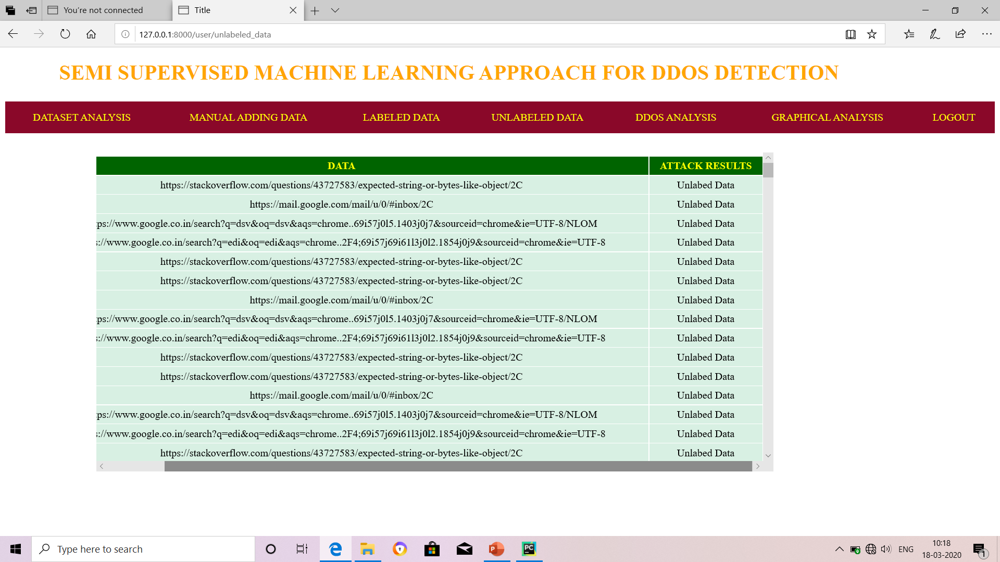 You're not connected
Title
127.0.0.1:8000/user/unlabeled_data
SEMI SUPERVISED MACHINE LEARNING APPROACH FOR DDOS DETECTION
DATASET ANALYSIS MANUAL ADDING DATA LABELED DATA UNLABELED DATA DDOS ANALYSIS GRAPHICAL ANALYSIS LOGOUT
DATA ATTACK RESULTS
https://stackoverflow.com/questions/43727583/expected-string-or-bytes-like-object/2C Unlabed Data
https://mail.google.com/mail/u/0/#inbox/2C Unlabed Data
ps://www.google.co.in/search?q=dsv&oq=dsv&aqs=chrome..69i57j0l5.1403j0j7&sourceid=chrome&ie=UTF-8/NLOM Unlabed Data
s://www.google.co.in/search?q=edi&oq=edi&aqs=chrome..2F4;69i57j69i61l3j0l2.1854j0j9&sourceid=chrome&ie=UTF-8 Unlabed Data
https://stackoverflow.com/questions/43727583/expected-string-or-bytes-like-object/2C Unlabed Data
https://stackoverflow.com/questions/43727583/expected-string-or-bytes-like-object/2C Unlabed Data
https://mail.google.com/mail/u/0/#inbox/2C Unlabed Data
ps://www.google.co.in/search?q=dsv&oq=dsv&aqs=chrome..69i57j0l5.1403j0j7&sourceid=chrome&ie=UTF-8/NLOM Unlabed Data
s://www.google.co.in/search?q=edi&oq=edi&aqs=chrome..2F4;69i57j69i61l3j0l2.1854j0j9&sourceid=chrome&ie=UTF-8 Unlabed Data
https://stackoverflow.com/questions/43727583/expected-string-or-bytes-like-object/2C Unlabed Data
https://stackoverflow.com/questions/43727583/expected-string-or-bytes-like-object/2C Unlabed Data
https://mail.google.com/mail/u/0/#inbox/2C Unlabed Data
ps://www.google.co.in/search?q=dsv&oq=dsv&aqs=chrome..69i57j0l5.1403j0j7&sourceid=chrome&ie=UTF-8/NLOM Unlabed Data
s://www.google.co.in/search?q=edi&oq=edi&aqs=chrome..2F4;69i57j69i61l3j0l2.1854j0j9&sourceid=chrome&ie=UTF-8 Unlabed Data
https://stackoverflow.com/questions/43727583/expected-string-or-bytes-like-object/2C Unlabed Data
Type here to search
P
PC
ENG
10:18
18-03-2020
1